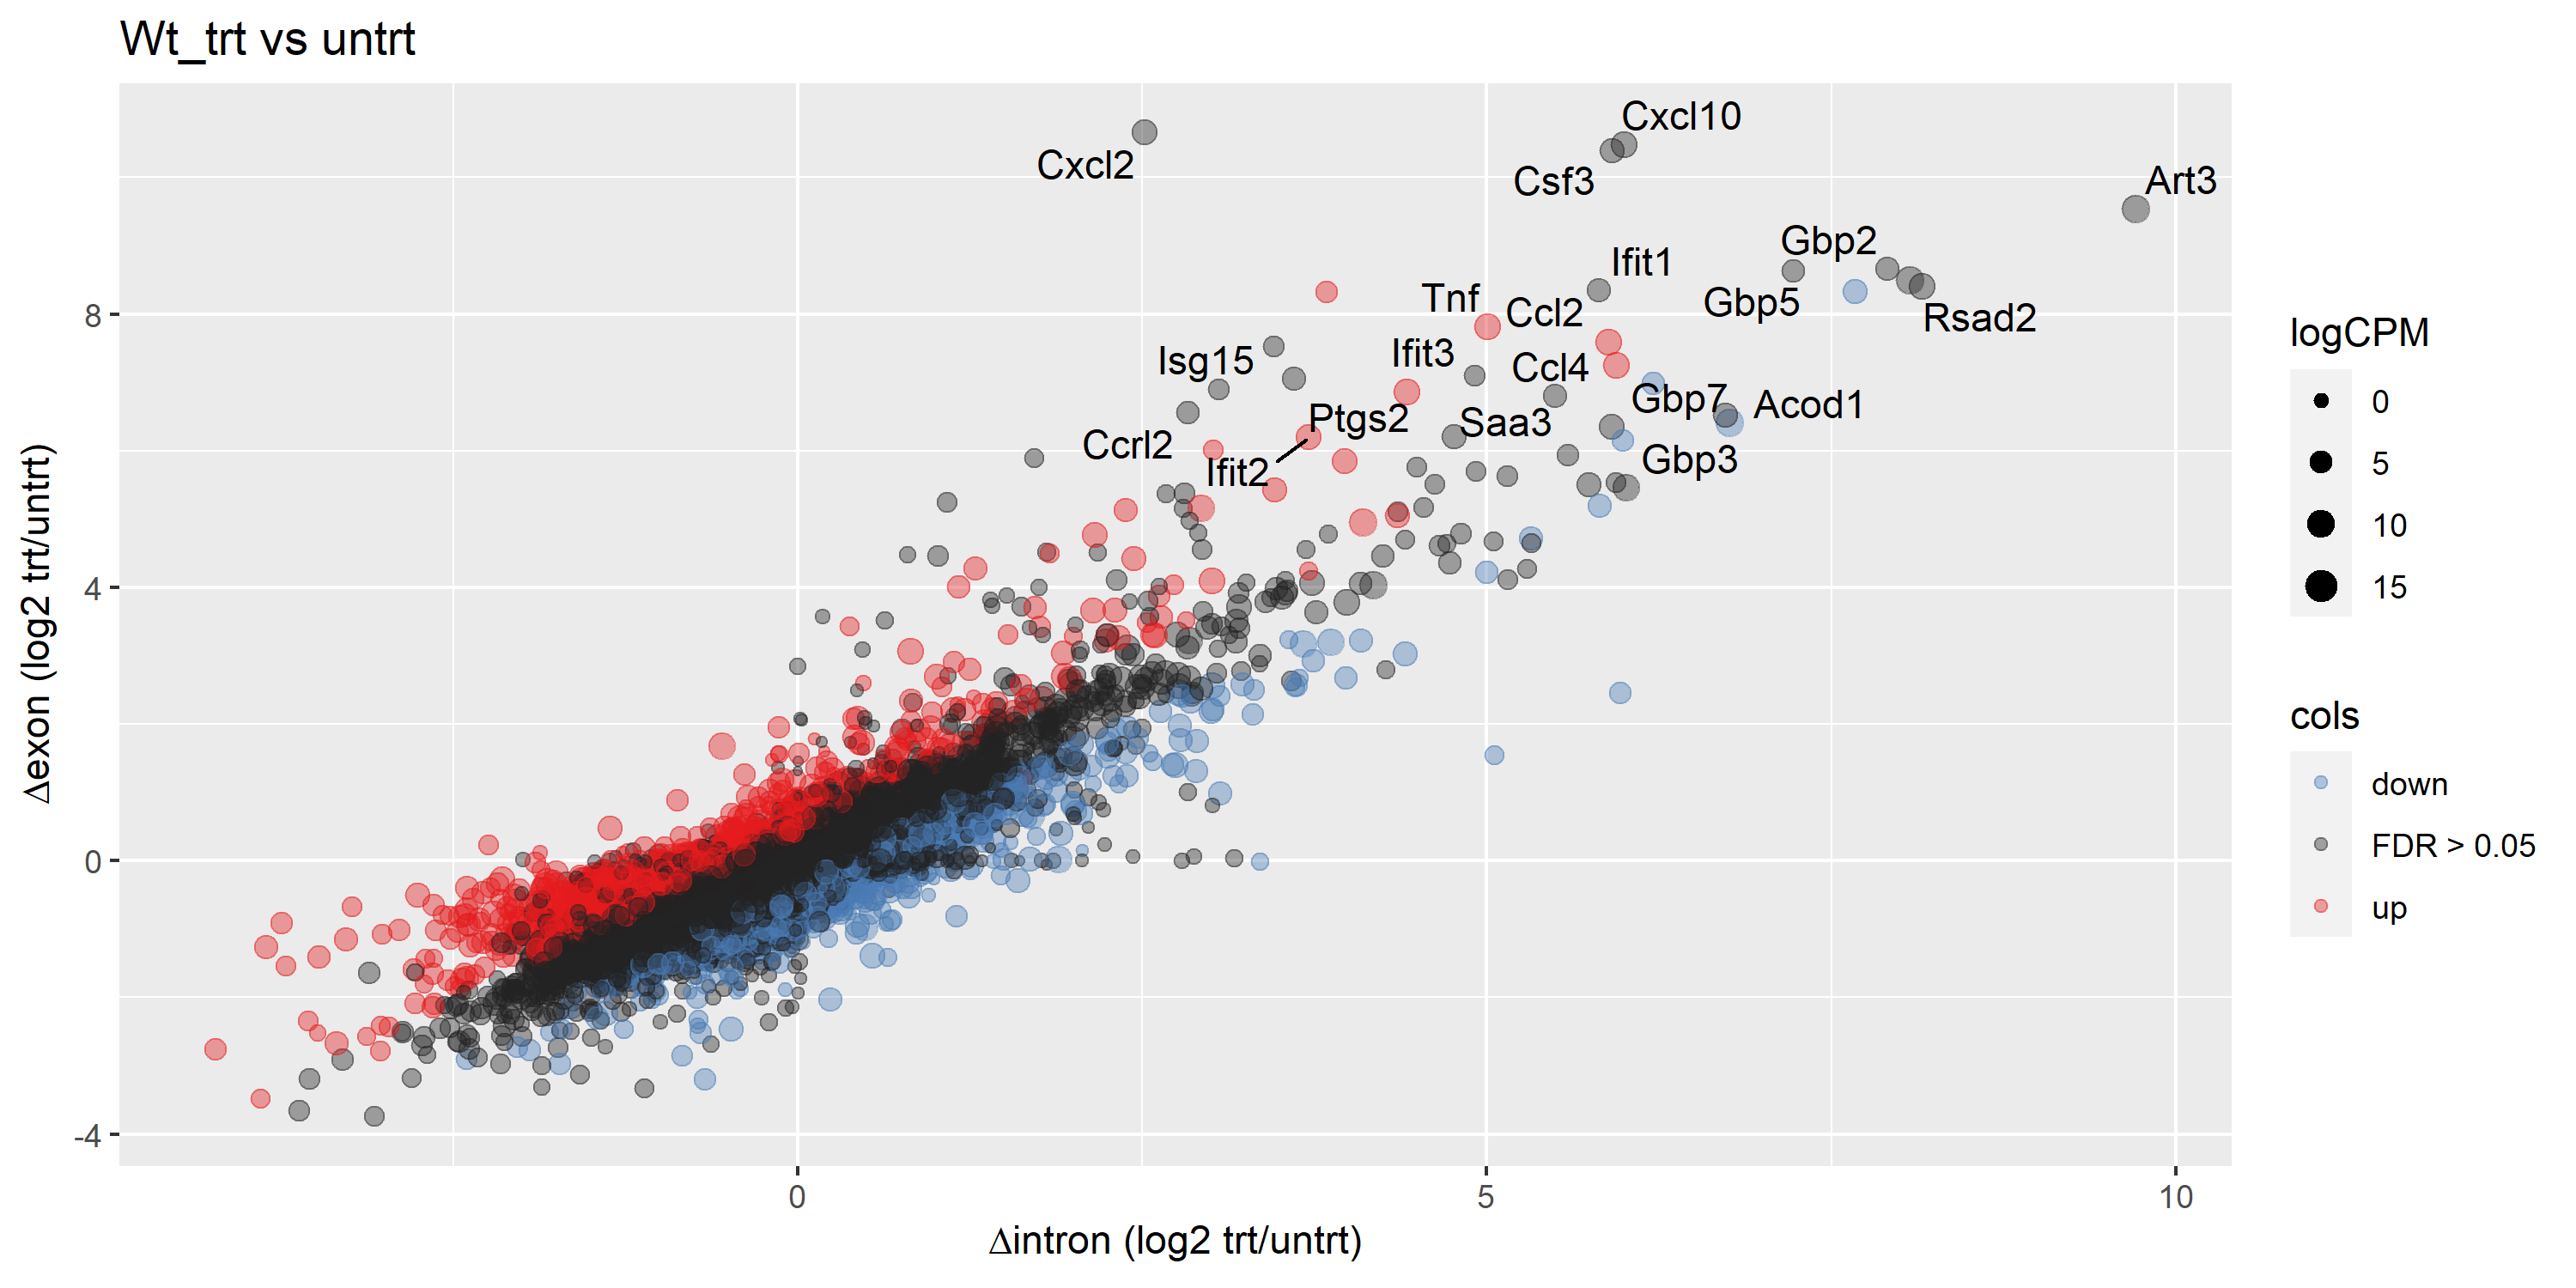 Wt_trt vs untrt
Cxcl10
Cxcl2
Csf3
Art3
Gbp2
Ifit1
Tnf
Ccl2
Gbp5
Rsad2
Isg15
Ifit3
Ccl4
Gbp7
Acod1
Ptgs2
Saa3
Ccrl2
Ifit2
Gbp3
8
4
0
-4
0
5
10
Δexon (log2 trt/untrt)
Δintron (log2 trt/untrt)
logCPM
0
5
10
15
cols
down
FDR > 0.05
up